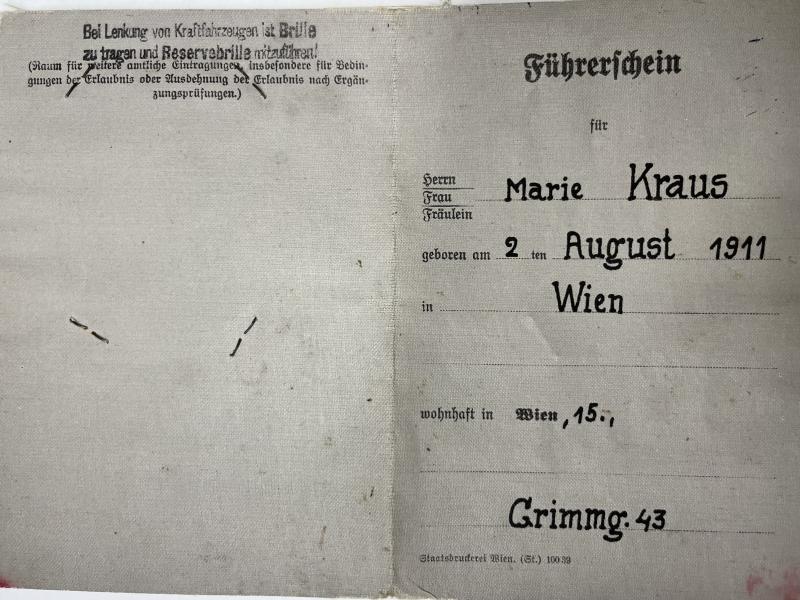 Bei Lenkung von Kraftfahrzeugen ist Brille
zu tragen und Reservebrille mitzuführen!
(Raum für weitere amtliche Eintragungen, insbesondere für Bedin-
gungen der Erlaubnis oder Ausdehnung der Erlaubnis nach Ergän-
zungsprüfungen.)
Führerschein
für
Herrn
Frau Marie Kraus
Fräulein
geboren am 2 ten August 1911
in Wien
wohnhaft in Wien, 15.,
Grimmg. 43
Staatsdruckerei Wien. (St.) 100 39